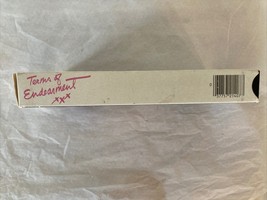 Terms of
Endearment
xxx